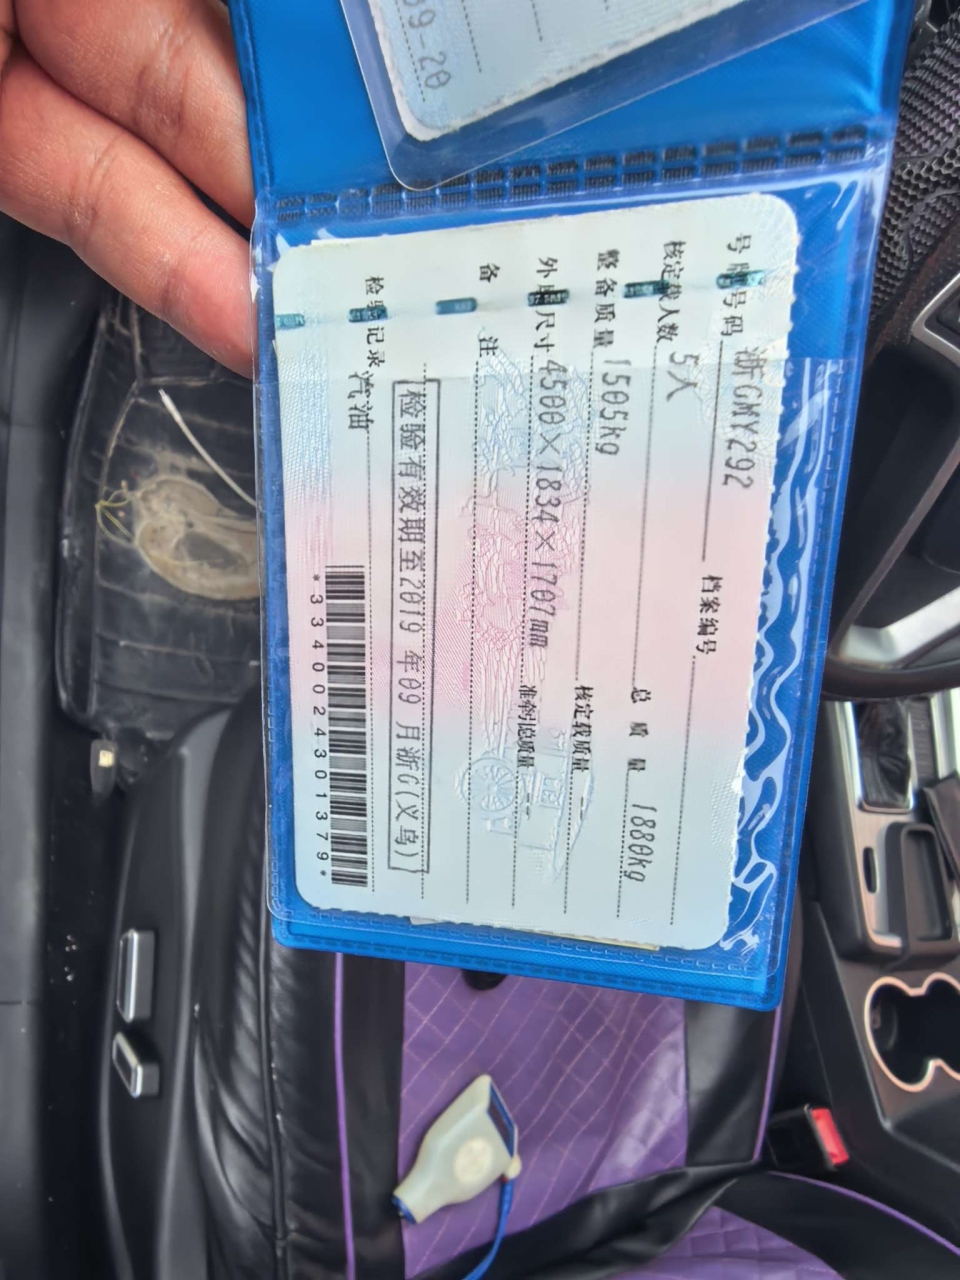 99-20
号牌号码 浙GMY292 档案编号
核定载人数 5人 总质量 1880kg
整备质量 1505kg 核定载质量 --
外廓尺寸 4500×1834×1707mm 准牵引总质量 --
备注
检验有效期至2019年09月浙G(义乌)
检验记录 汽油
*3340024301379*